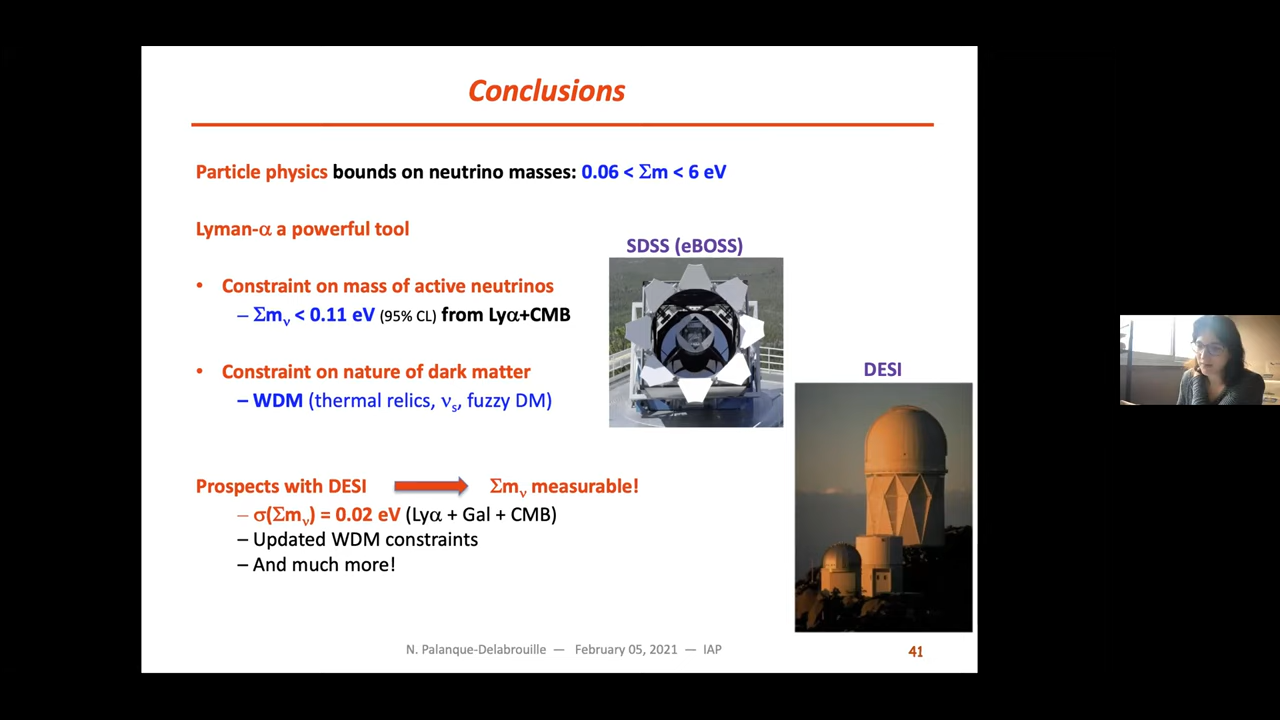 Conclusions
Particle physics bounds on neutrino masses: 0.06 < Σm < 6 eV
Lyman-α a powerful tool
SDSS (eBOSS)
• Constraint on mass of active neutrinos
– Σmν < 0.11 eV (95% CL) from Lyα+CMB
DESI
• Constraint on nature of dark matter
– WDM (thermal relics, νs, fuzzy DM)
Prospects with DESI Σmν measurable!
– σ(Σmν) = 0.02 eV (Lyα + Gal + CMB)
– Updated WDM constraints
– And much more!
N. Palanque-Delabrouille — February 05, 2021 — IAP
41